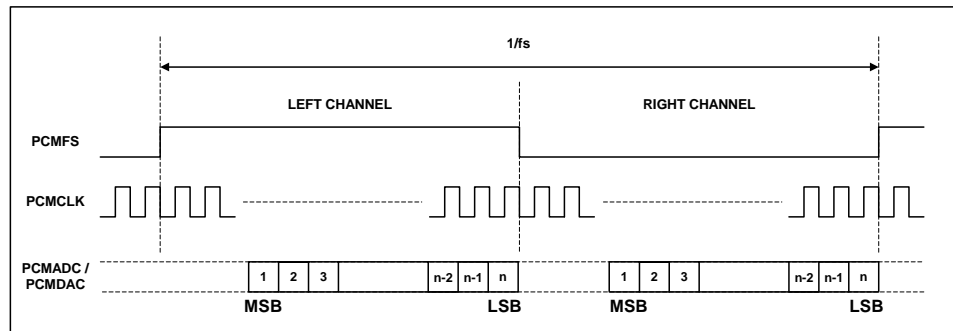 1/fs
LEFT CHANNEL RIGHT CHANNEL
PCMFS
PCMCLK
PCMADC /
PCMDAC
1 2 3 n-2 n-1 n 1 2 3 n-2 n-1 n
MSB LSB MSB LSB